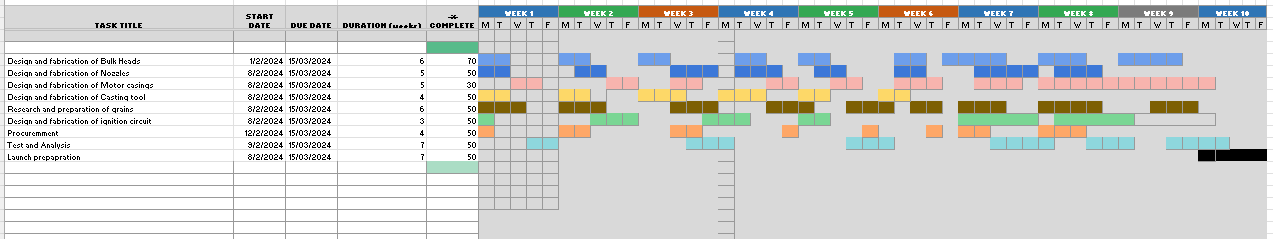 WEEK 1 WEEK 2 WEEK 3 WEEK 4 WEEK 5 WEEK 6 WEEK 7 WEEK 8 WEEK 9 WEEK 10
TASK TITLE START DATE DUE DATE DURATION (weeks) % COMPLETE M T W T F M T W T F M T W T F M T W T F M T W T F M T W T F M T W T F M T W T F M T W T F M T W T F
Design and fabrication of Bulk Heads 1/2/2024 15/03/2024 6 70
Design and fabrication of Nozzles 8/2/2024 15/03/2024 5 50
Design and fabrication of Motor casings 8/2/2024 15/03/2024 5 30
Design and fabrication of Casting tool 8/2/2024 15/03/2024 4 50
Research and preparation of grains 8/2/2024 15/03/2024 6 50
Design and fabrication of ignition circuit 8/2/2024 15/03/2024 3 50
Procurement 12/2/2024 15/03/2024 4 50
Test and Analysis 9/2/2024 15/03/2024 7 50
Launch prepapration 8/2/2024 15/03/2024 7 50